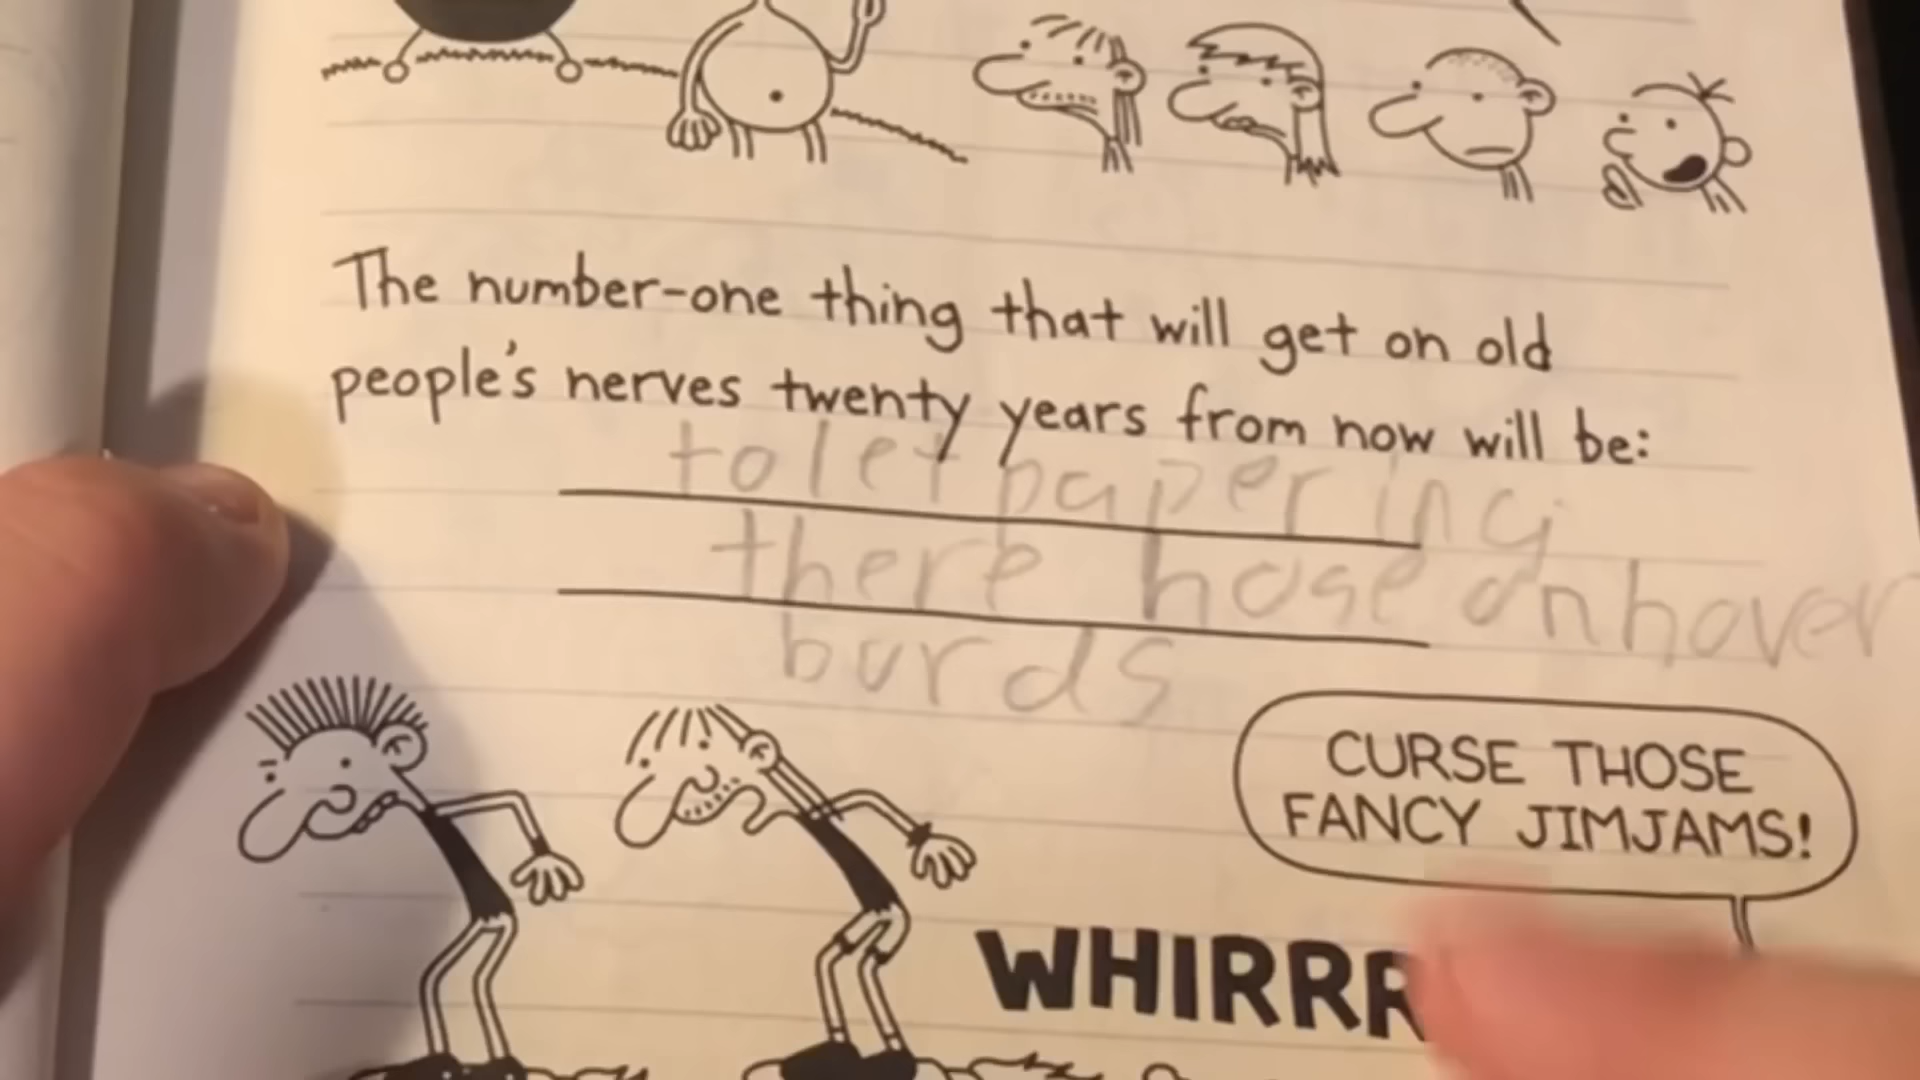 The number-one thing that will get on old
people's nerves twenty years from now will be:
tolet papering
there hose on hover
burds
CURSE THOSE
FANCY JIMJAMS!
WHIRRR